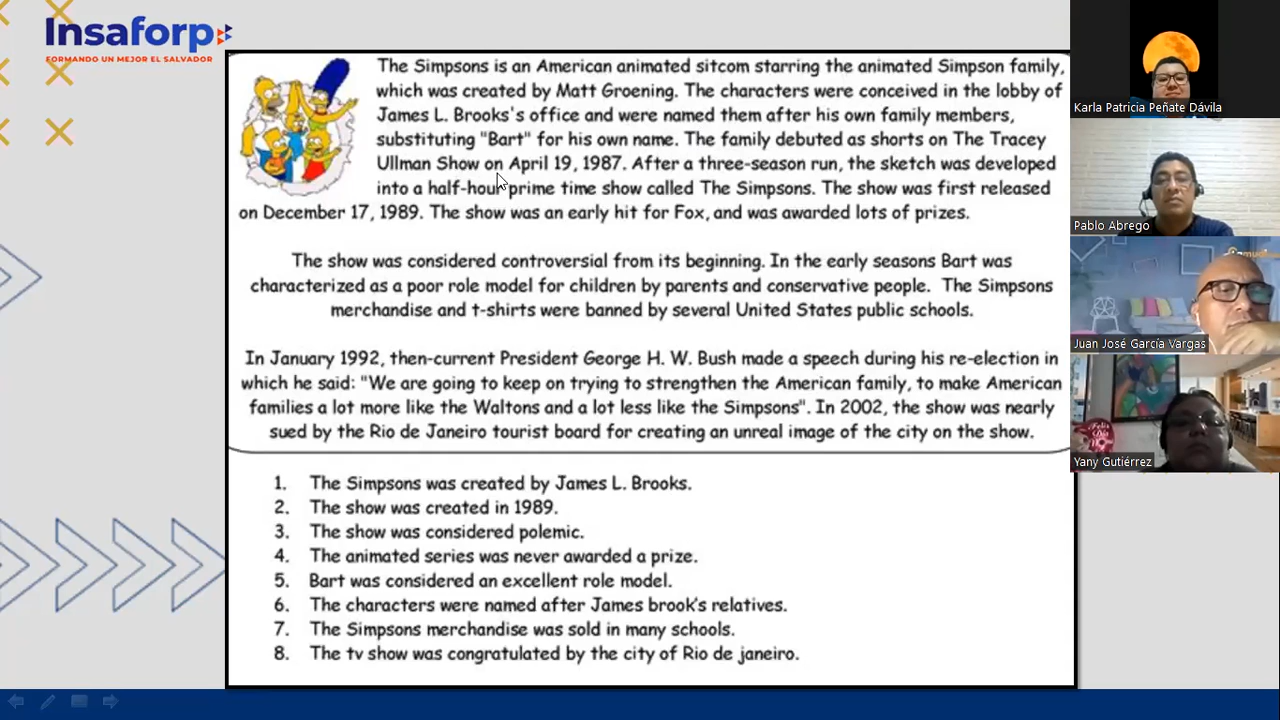 Insaforp
FORMANDO UN MEJOR EL SALVADOR
The Simpsons is an American animated sitcom starring the animated Simpson family,
which was created by Matt Groening. The characters were conceived in the lobby of
James L. Brooks's office and were named them after his own family members,
substituting "Bart" for his own name. The family debuted as shorts on The Tracey
Ullman Show on April 19, 1987. After a three-season run, the sketch was developed
into a half-hour prime time show called The Simpsons. The show was first released
on December 17, 1989. The show was an early hit for Fox, and was awarded lots of prizes.
The show was considered controversial from its beginning. In the early seasons Bart was
characterized as a poor role model for children by parents and conservative people. The Simpsons
merchandise and t-shirts were banned by several United States public schools.
In January 1992, then-current President George H. W. Bush made a speech during his re-election in
which he said: "We are going to keep on trying to strengthen the American family, to make American
families a lot more like the Waltons and a lot less like the Simpsons". In 2002, the show was nearly
sued by the Rio de Janeiro tourist board for creating an unreal image of the city on the show.
1. The Simpsons was created by James L. Brooks.
2. The show was created in 1989.
3. The show was considered polemic.
4. The animated series was never awarded a prize.
5. Bart was considered an excellent role model.
6. The characters were named after James brook's relatives.
7. The Simpsons merchandise was sold in many schools.
8. The tv show was congratulated by the city of Rio de janeiro.
Karla Patricia Peñate Dávila
Pablo Abrego
Juan José García Vargas
Yany Gutiérrez